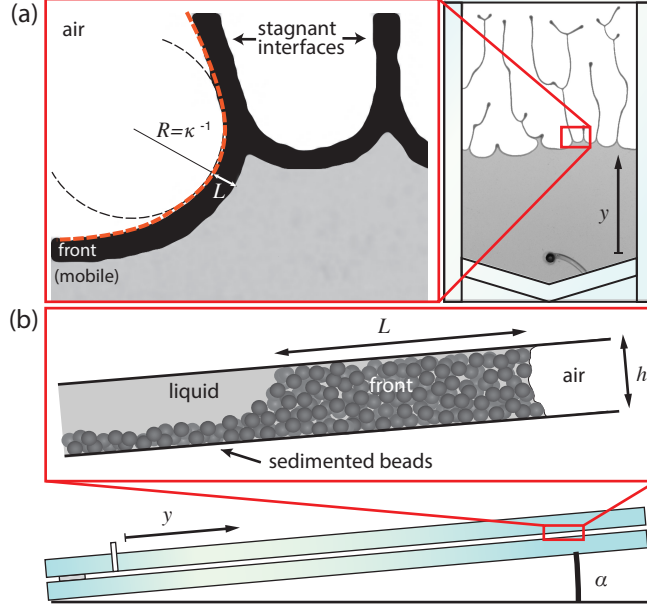 (a)
air
stagnant
interfaces
R=κ⁻¹
L
front
(mobile)
y
(b)
L
liquid
front
air
h
sedimented beads
y
α